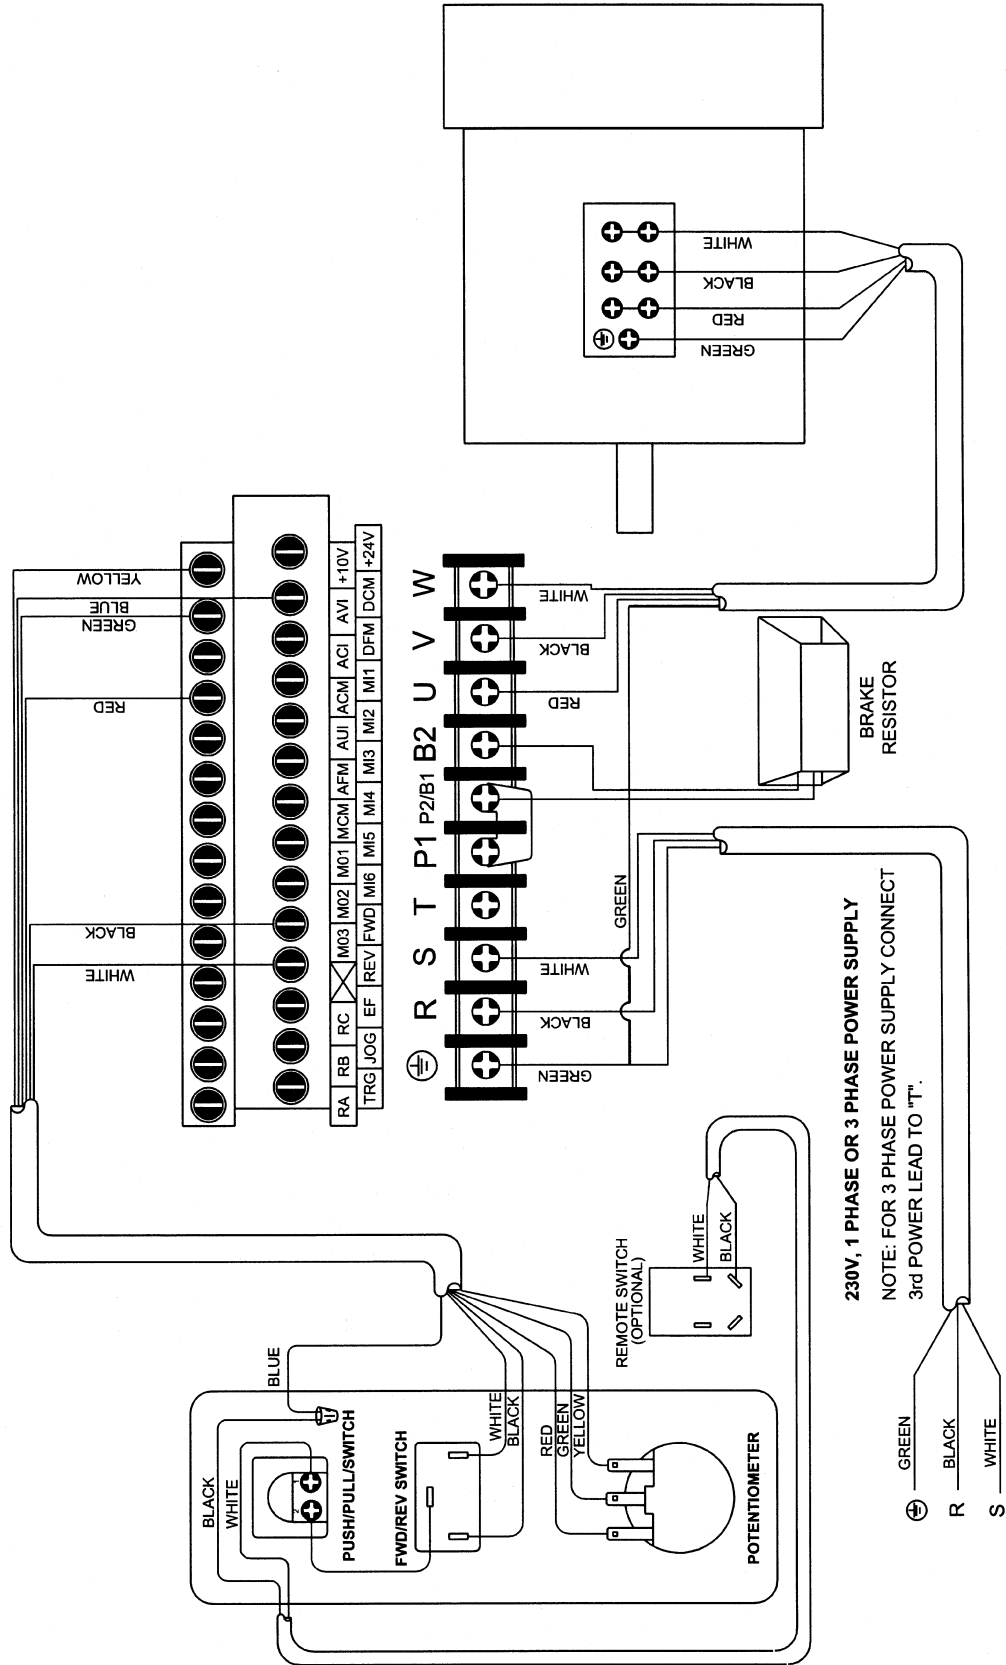 YELLOW
BLUE
GREEN
RED
BLACK
WHITE
RA RB RC M03 M02 M01 MCM AFM AUI ACM ACI AVI +10V
TRG JOG EF REV FWD MI6 MI5 MI4 MI3 MI2 MI1 DFM DCM +24V
R S T P1 P2/B1 B2 U V W
GREEN
BLACK
WHITE
RED
BLACK
WHITE
GREEN
WHITE
BLACK
RED
GREEN
BRAKE
RESISTOR
BLUE
BLACK
WHITE
1
2
PUSH/PULL/SWITCH
FWD/REV SWITCH
WHITE
BLACK
RED
GREEN
YELLOW
POTENTIOMETER
REMOTE SWITCH
(OPTIONAL)
WHITE
BLACK
230V, 1 PHASE OR 3 PHASE POWER SUPPLY
NOTE: FOR 3 PHASE POWER SUPPLY CONNECT
3rd POWER LEAD TO "T".
GREEN
R BLACK
S WHITE